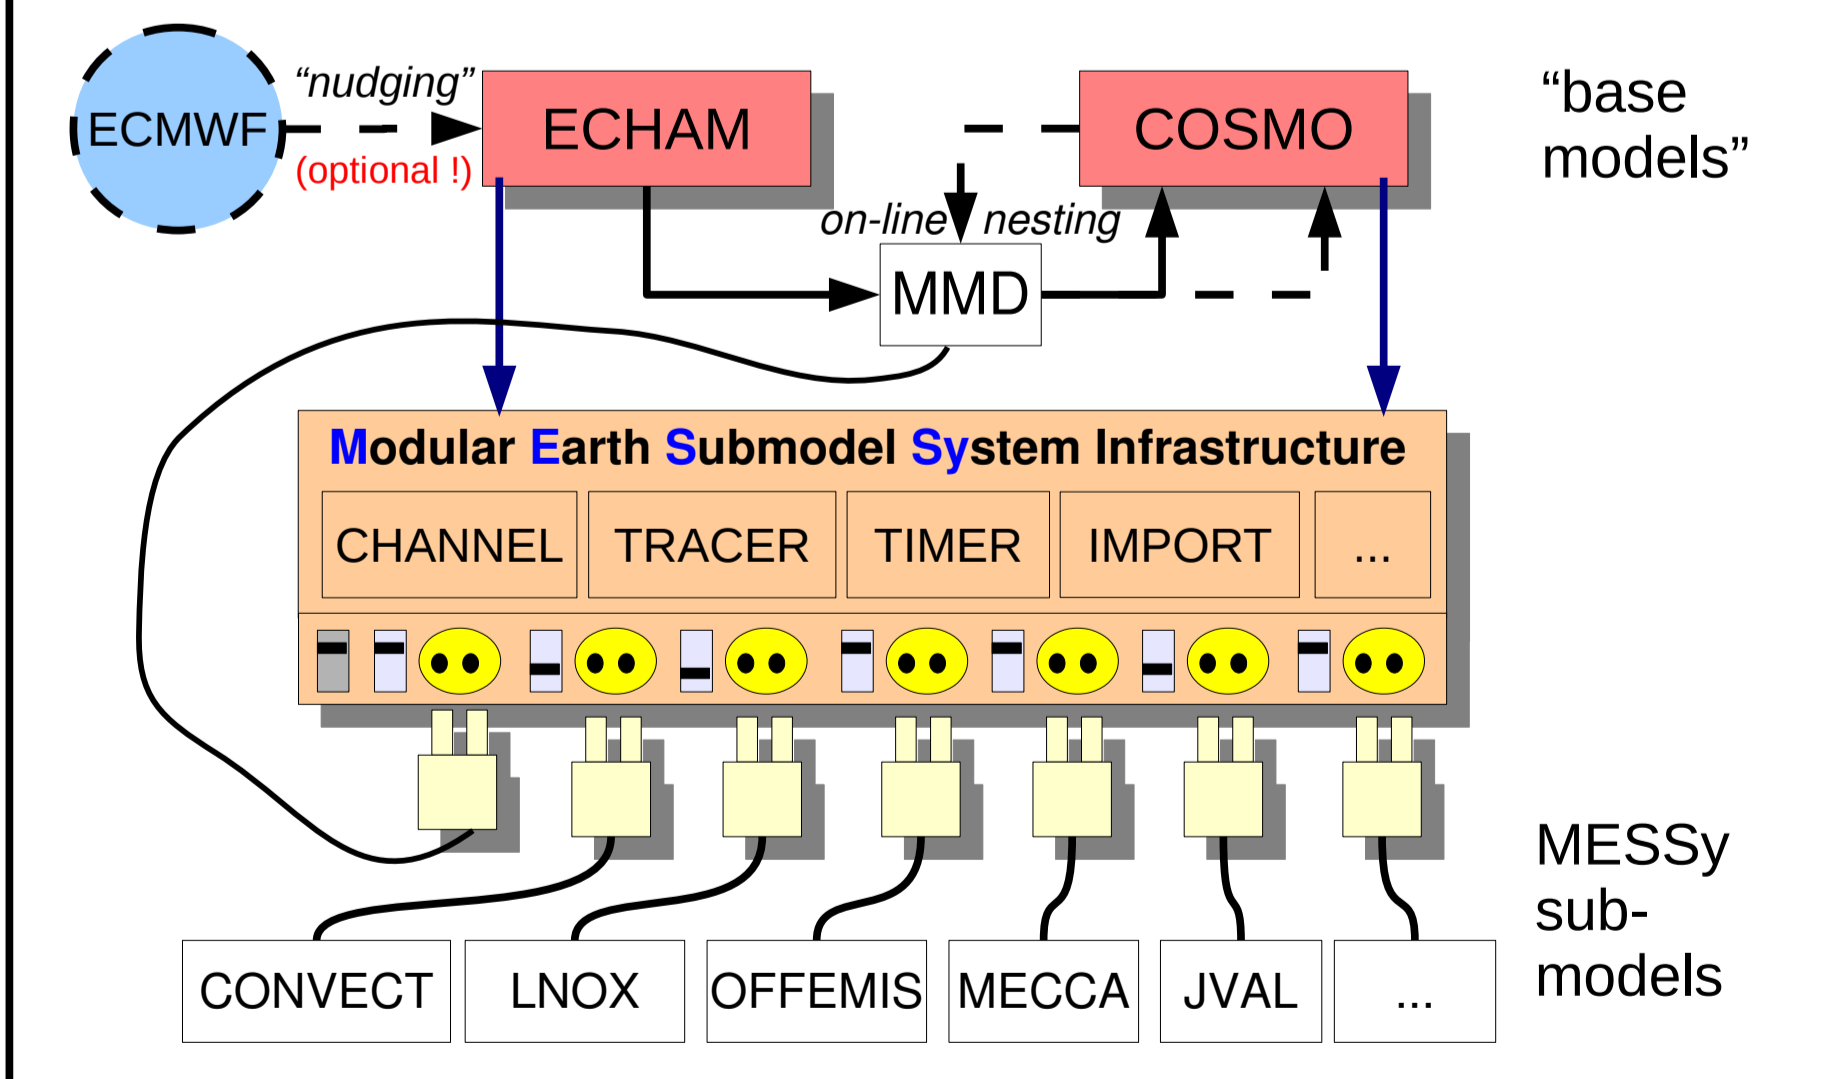 “nudging”
ECMWF
(optional !)
ECHAM
COSMO
“base
models”
on-line nesting
MMD
Modular Earth Submodel System Infrastructure
CHANNEL
TRACER
TIMER
IMPORT
...
MESSy
sub-
models
CONVECT
LNOX
OFFEMIS
MECCA
JVAL
...